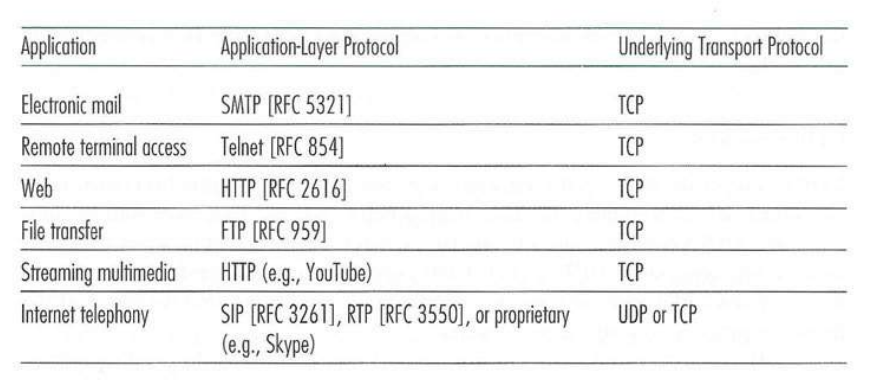 Application Application-Layer Protocol Underlying Transport Protocol
Electronic mail SMTP [RFC 5321] TCP
Remote terminal access Telnet [RFC 854] TCP
Web HTTP [RFC 2616] TCP
File transfer FTP [RFC 959] TCP
Streaming multimedia HTTP (e.g., YouTube) TCP
Internet telephony SIP [RFC 3261], RTP [RFC 3550], or proprietary UDP or TCP
(e.g., Skype)